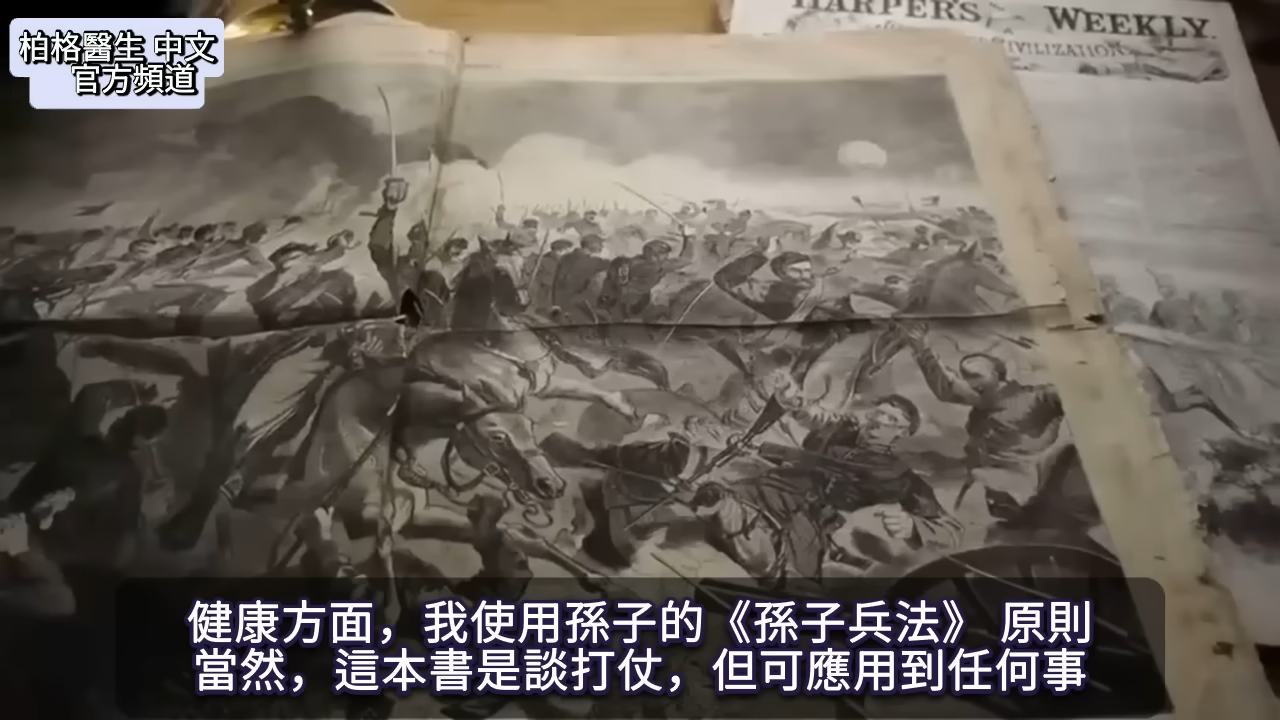 柏格醫生 中文
官方頻道
HARPER'S WEEKLY.
CIVILIZATION
健康方面，我使用孫子的《孫子兵法》 原則
當然，這本書是談打仗，但可應用到任何事